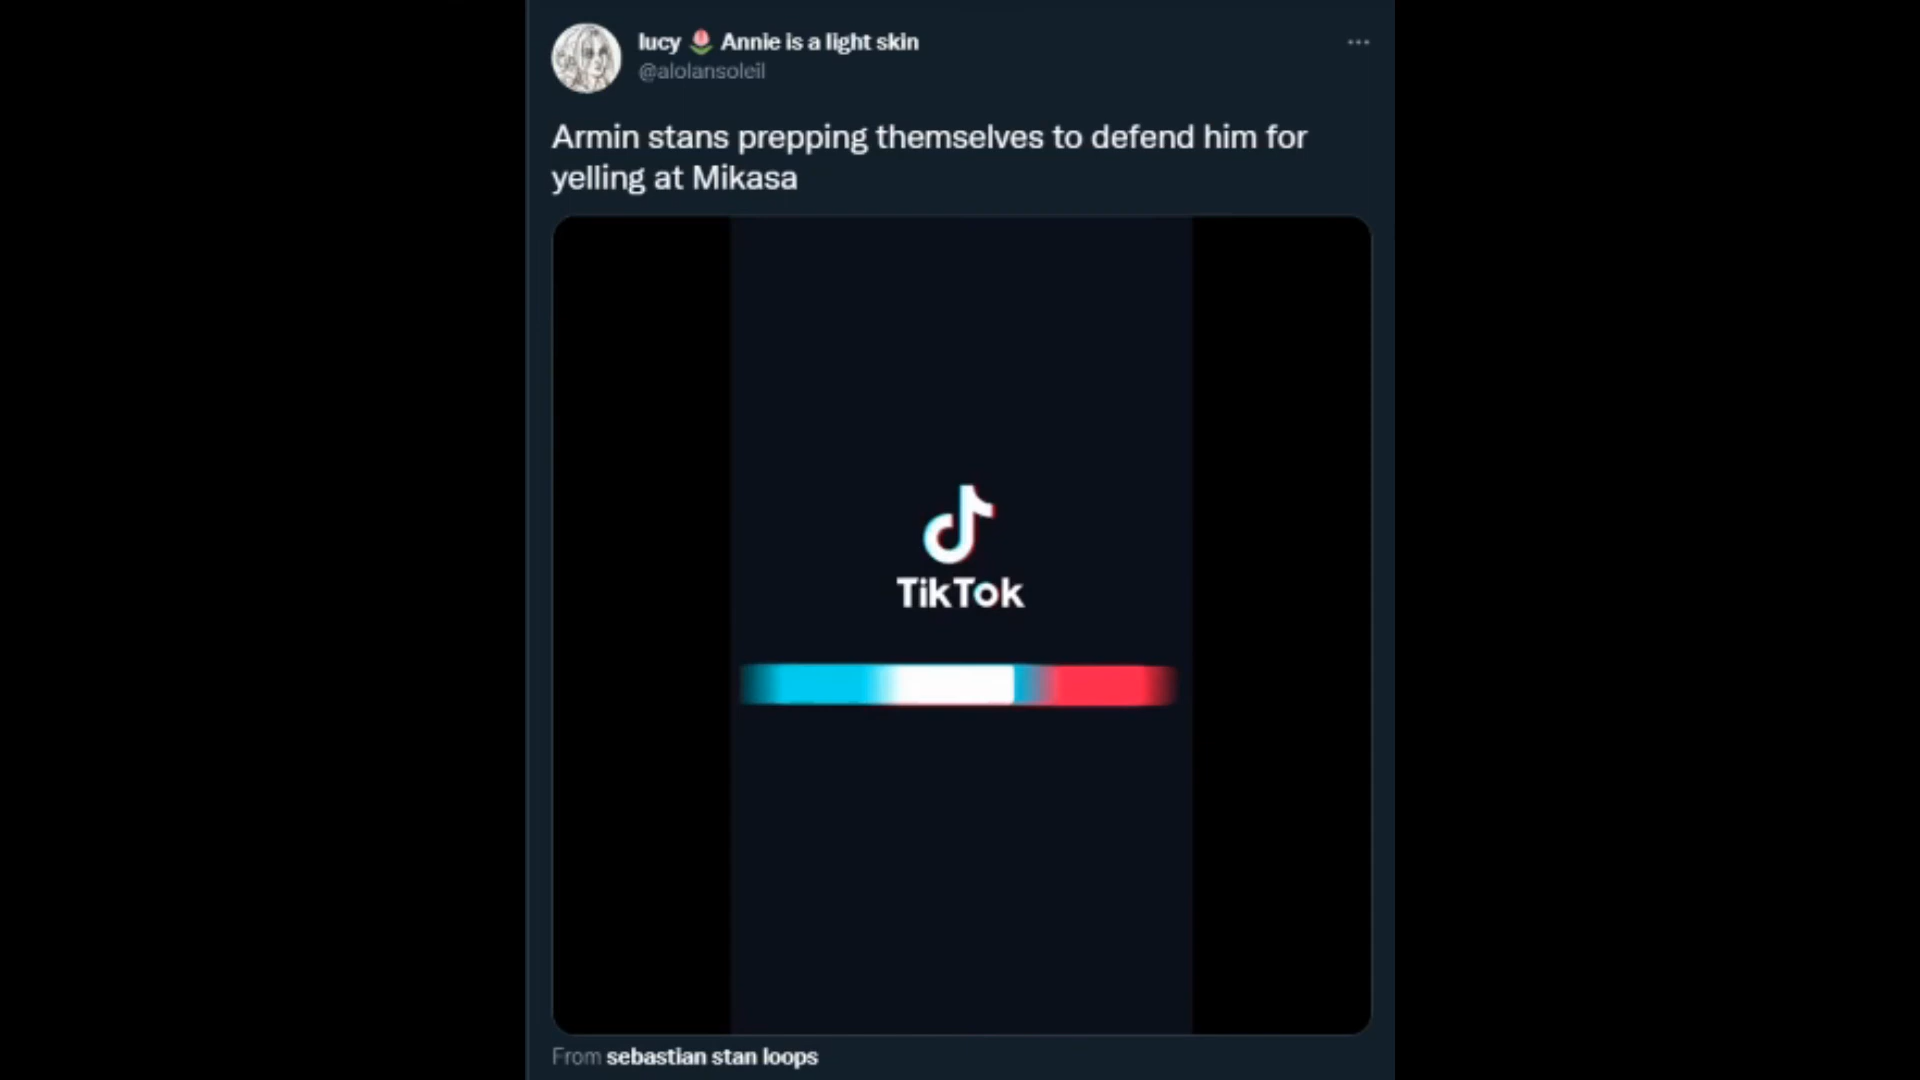 lucy 🌷 Annie is a light skin
@alolansoleil
Armin stans prepping themselves to defend him for
yelling at Mikasa
TikTok
From sebastian stan loops